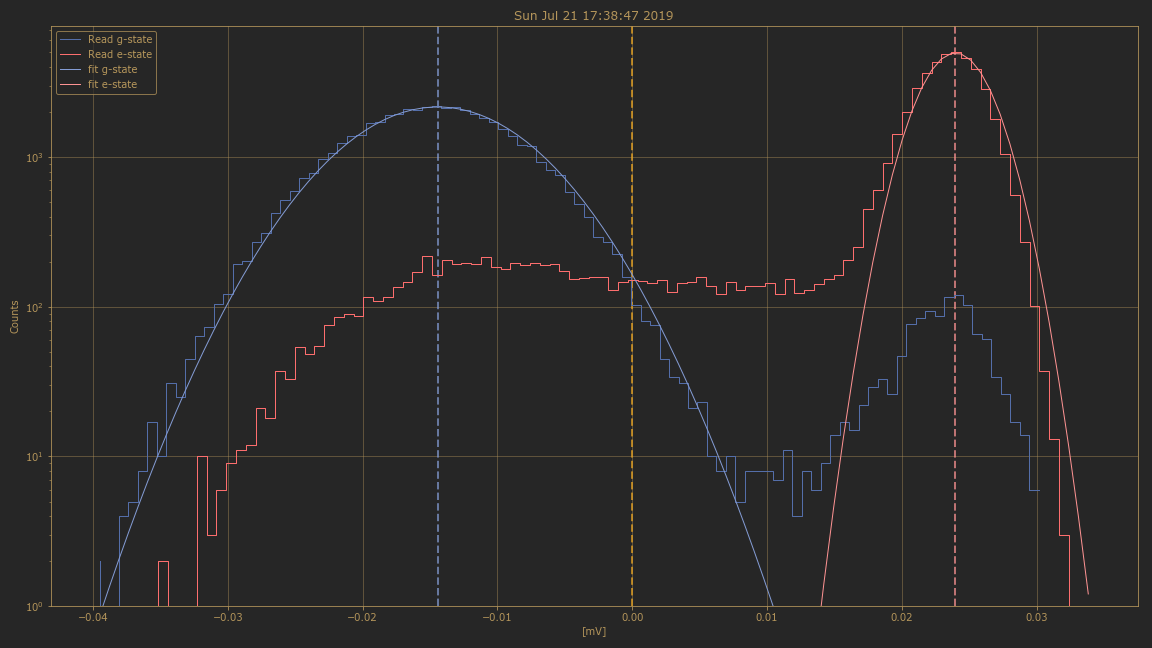 Sun Jul 21 17:38:47 2019
Read g-state
Read e-state
fit g-state
fit e-state
Counts
10³
10²
10¹
10⁰
−0.04 −0.03 −0.02 −0.01 0.00 0.01 0.02 0.03
[mV]